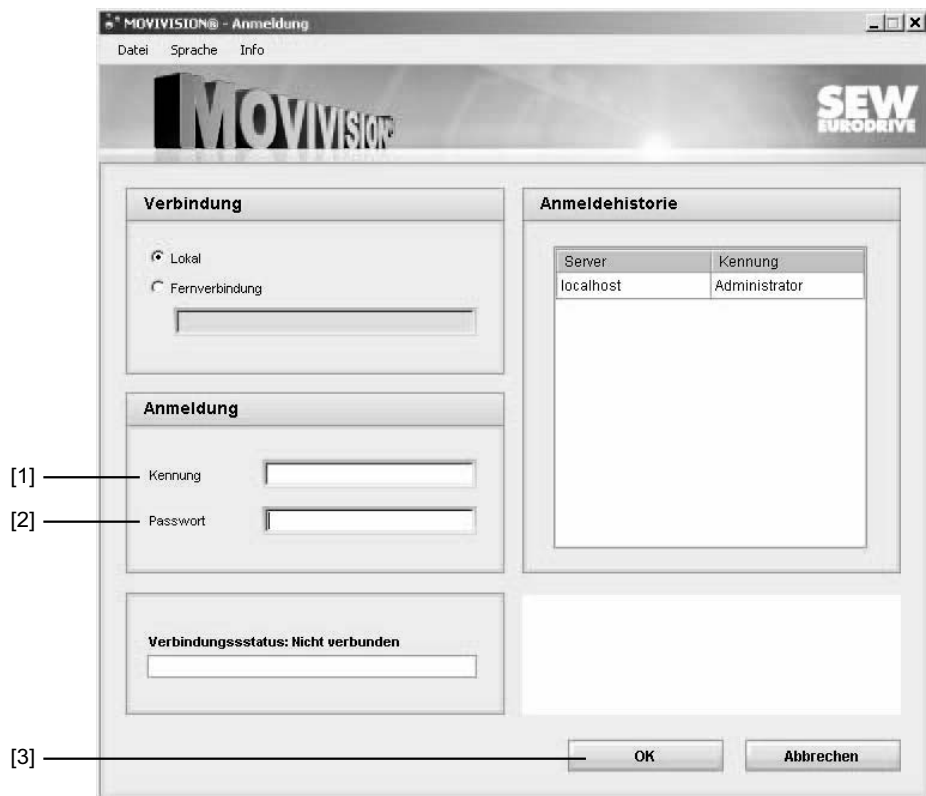 MOVIVISION® - Anmeldung
Datei Sprache Info
MOVIVISION®
SEW
EURODRIVE
Verbindung
Lokal
Fernverbindung
Anmeldung
[1] Kennung
[2] Passwort
Verbindungssstatus: Nicht verbunden
Anmeldehistorie
Server Kennung
localhost Administrator
[3] OK Abbrechen